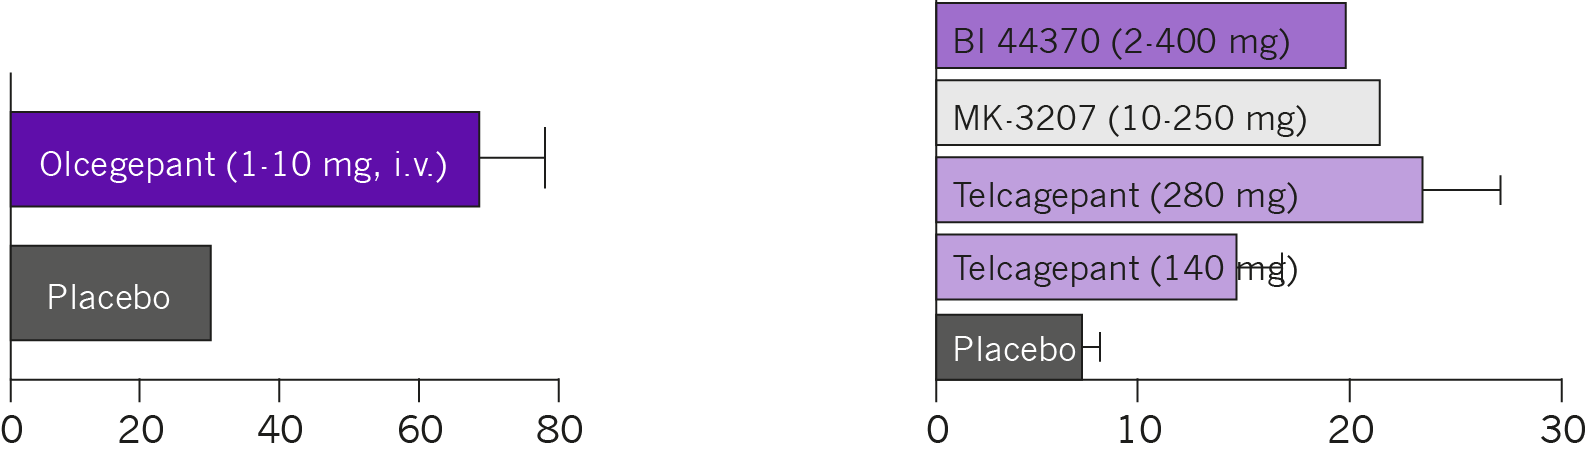 Olcegepant (1-10 mg, i.v.)
Placebo
0 20 40 60 80
BI 44370 (2-400 mg)
MK-3207 (10-250 mg)
Telcagepant (280 mg)
Telcagepant (140 mg)
Placebo
0 10 20 30